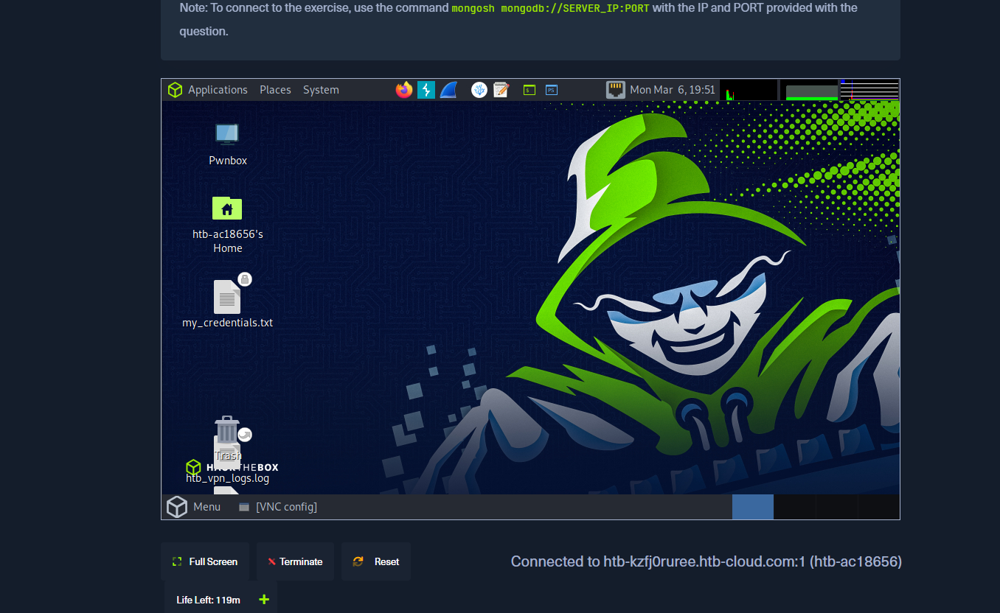 Note: To connect to the exercise, use the command mongosh mongodb://SERVER_IP:PORT with the IP and PORT provided with the
question.
Applications Places System
Mon Mar 6, 19:51
Pwnbox
htb-ac18656's
Home
my_credentials.txt
Trash
HACKTHEBOX
htb_vpn_logs.log
Menu [VNC config]
Full Screen Terminate Reset
Connected to htb-kzfj0ruree.htb-cloud.com:1 (htb-ac18656)
Life Left: 119m +